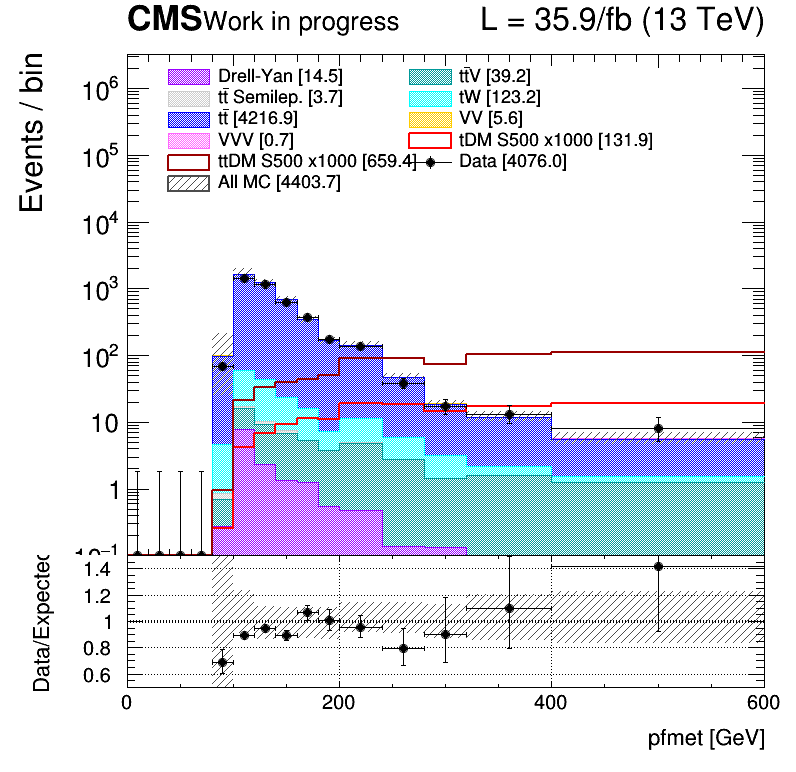 CMS Work in progress L = 35.9/fb (13 TeV)
Events / bin
Drell-Yan [14.5] tt̄V [39.2]
tt̄ Semilep. [3.7] tW [123.2]
tt̄ [4216.9] VV [5.6]
VVV [0.7] tDM S500 x1000 [131.9]
ttDM S500 x1000 [659.4] Data [4076.0]
All MC [4403.7]
10⁶
10⁵
10⁴
10³
10²
10
1
10⁻¹
Data/Expected
1.4
1.2
1
0.8
0.6
0 200 400 600
pfmet [GeV]